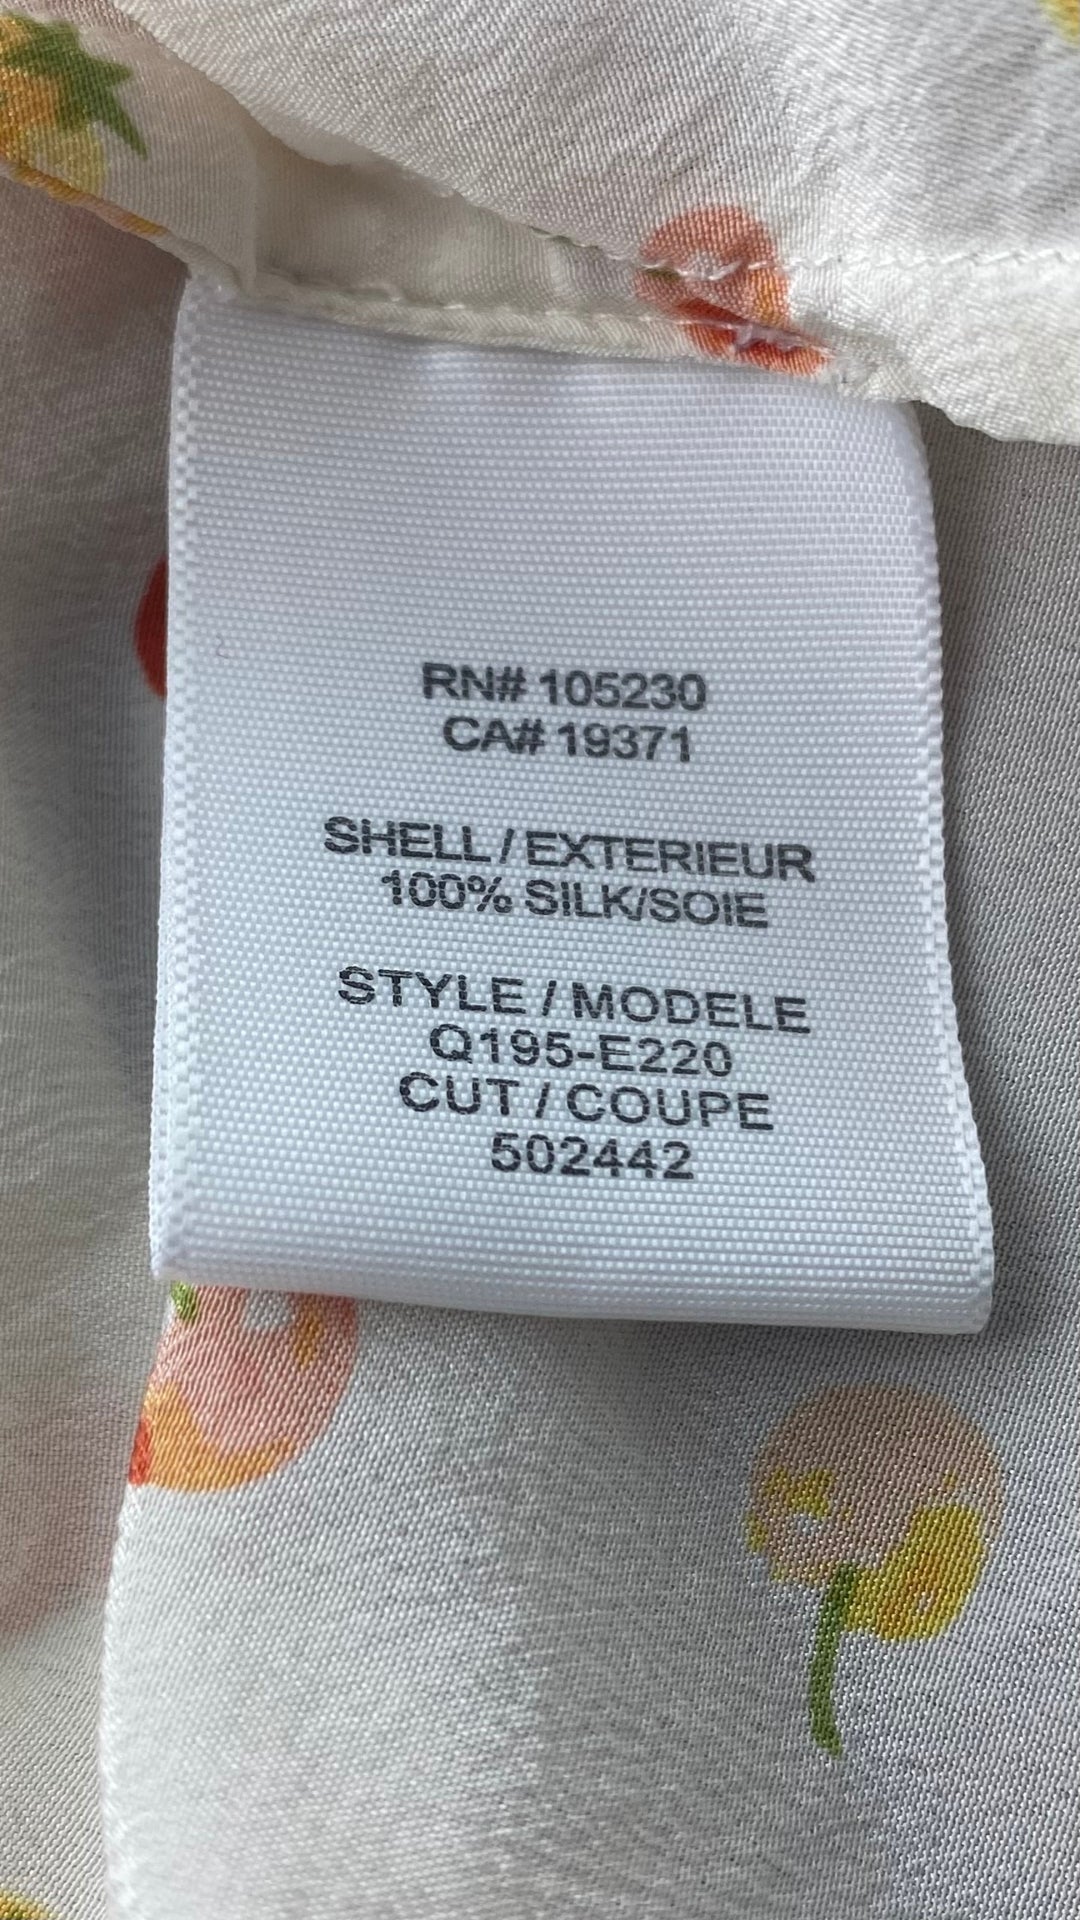 RN# 105230
CA# 19371
SHELL / EXTERIEUR
100% SILK/SOIE
STYLE / MODELE
Q195-E220
CUT / COUPE
502442